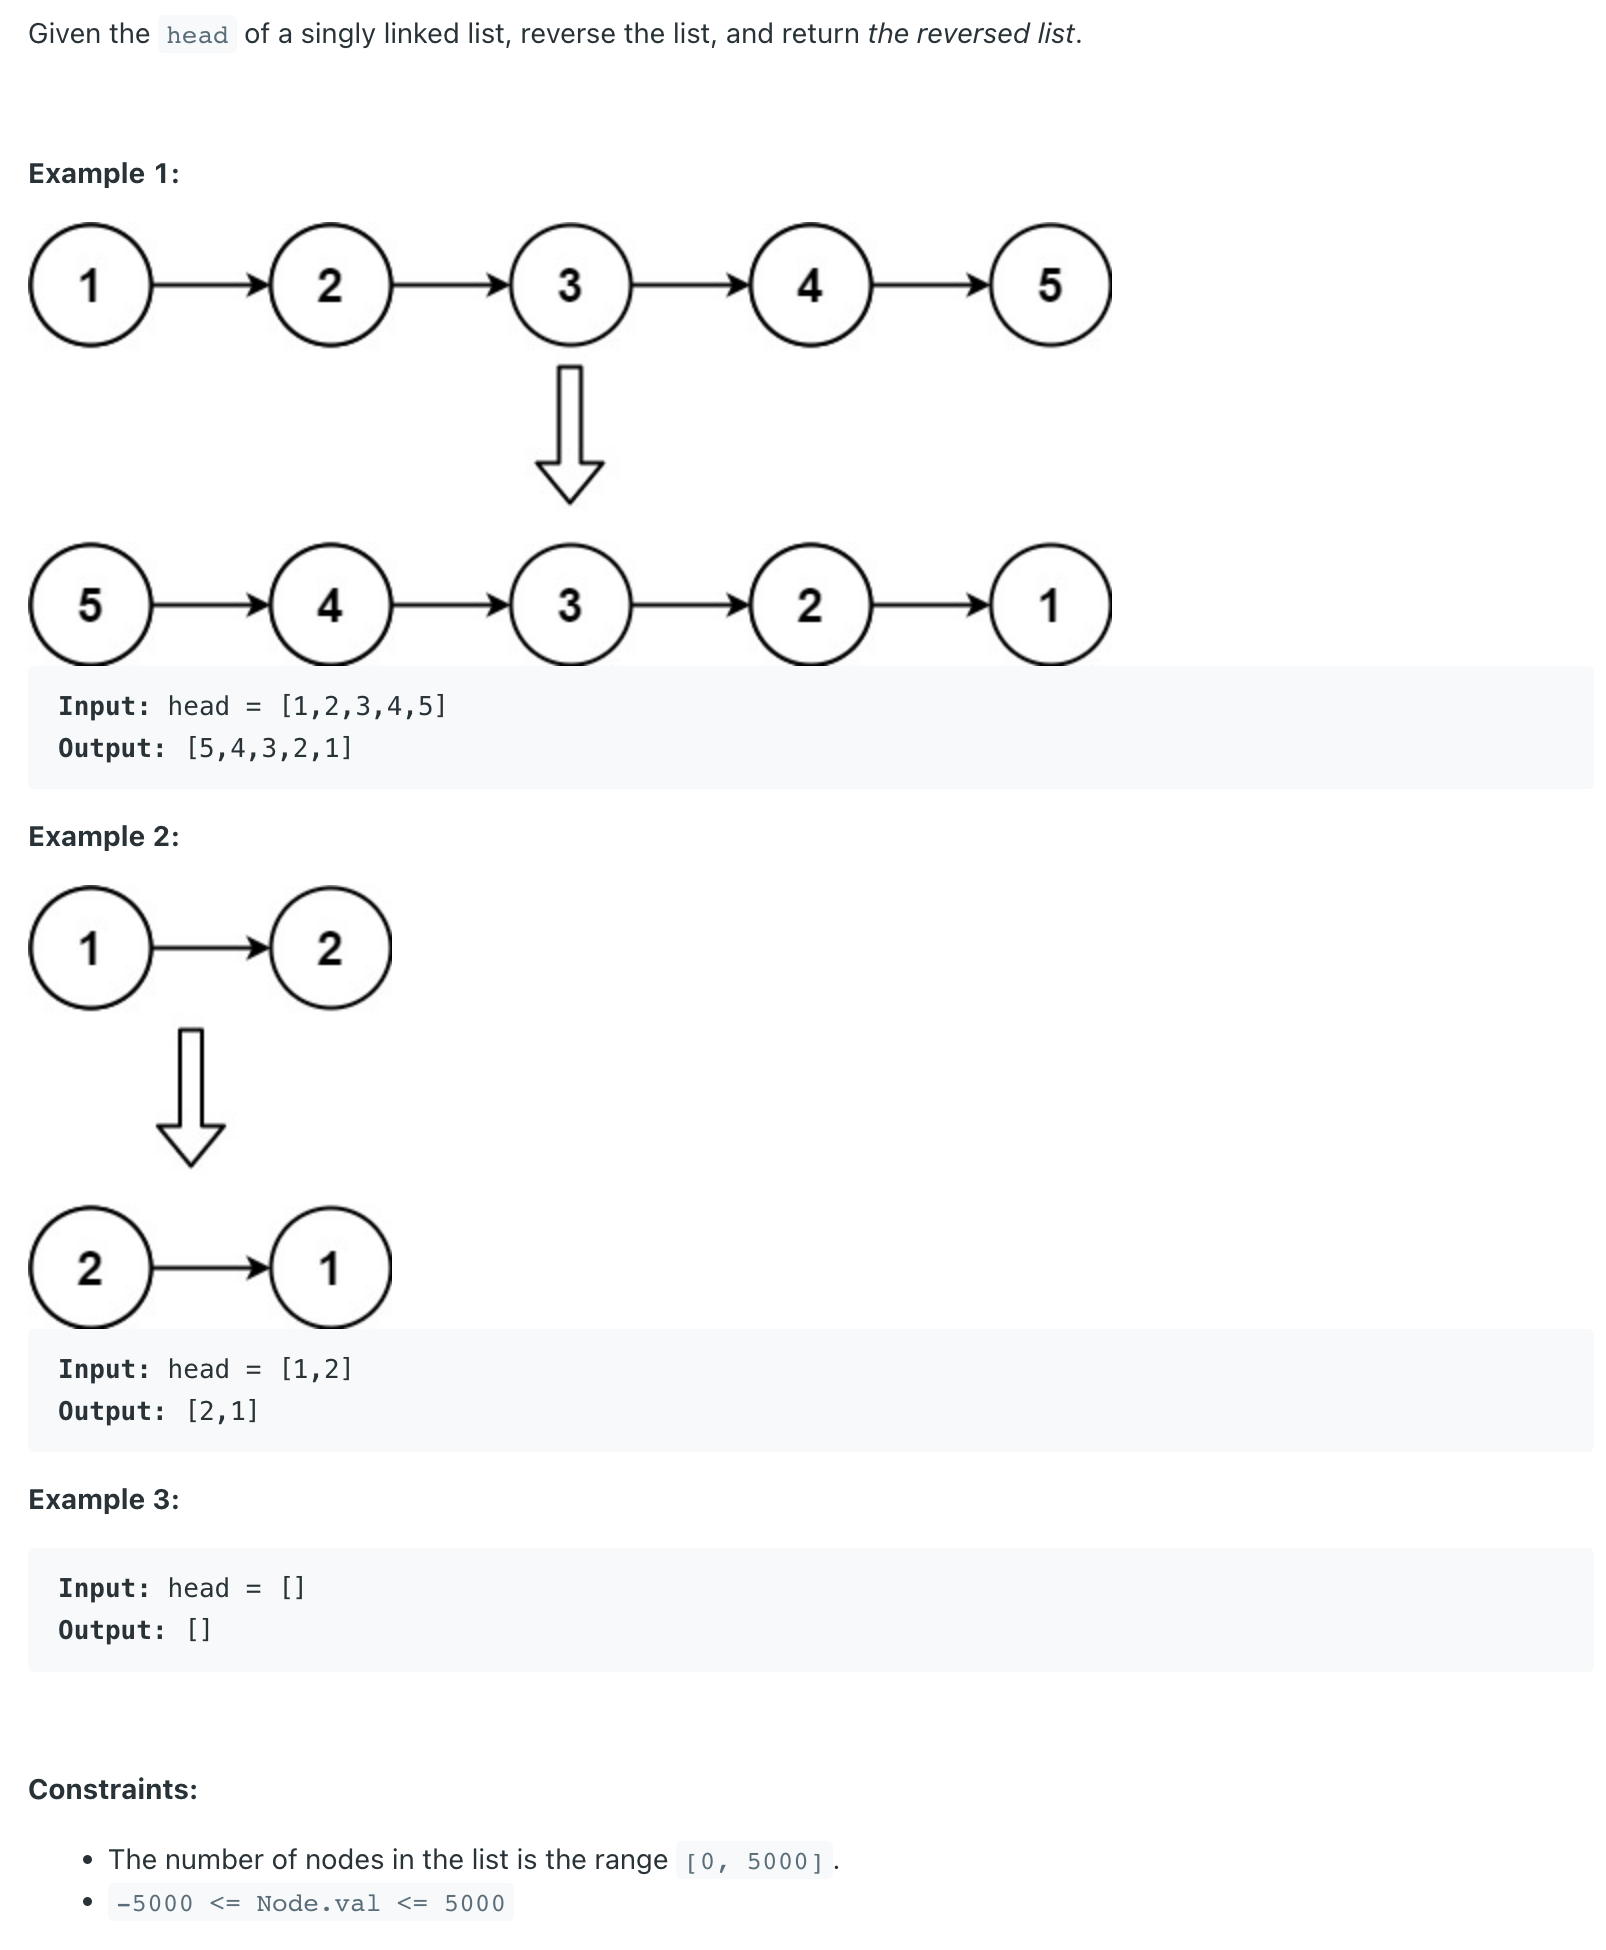 Given the head of a singly linked list, reverse the list, and return the reversed list.
Example 1:
1 2 3 4 5
5 4 3 2 1
Input: head = [1,2,3,4,5]
Output: [5,4,3,2,1]
Example 2:
1 2
2 1
Input: head = [1,2]
Output: [2,1]
Example 3:
Input: head = []
Output: []
Constraints:
• The number of nodes in the list is the range [0, 5000].
• -5000 <= Node.val <= 5000